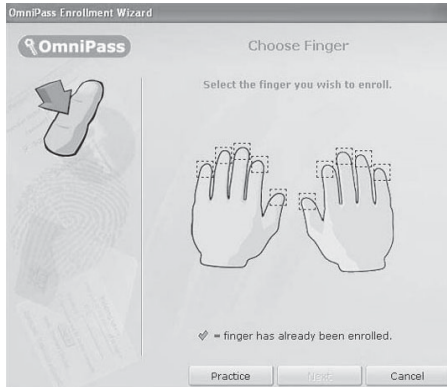 OmniPass Enrollment Wizard
OmniPass
Choose Finger
Select the finger you wish to enroll.
= finger has already been enrolled.
Practice
Next
Cancel